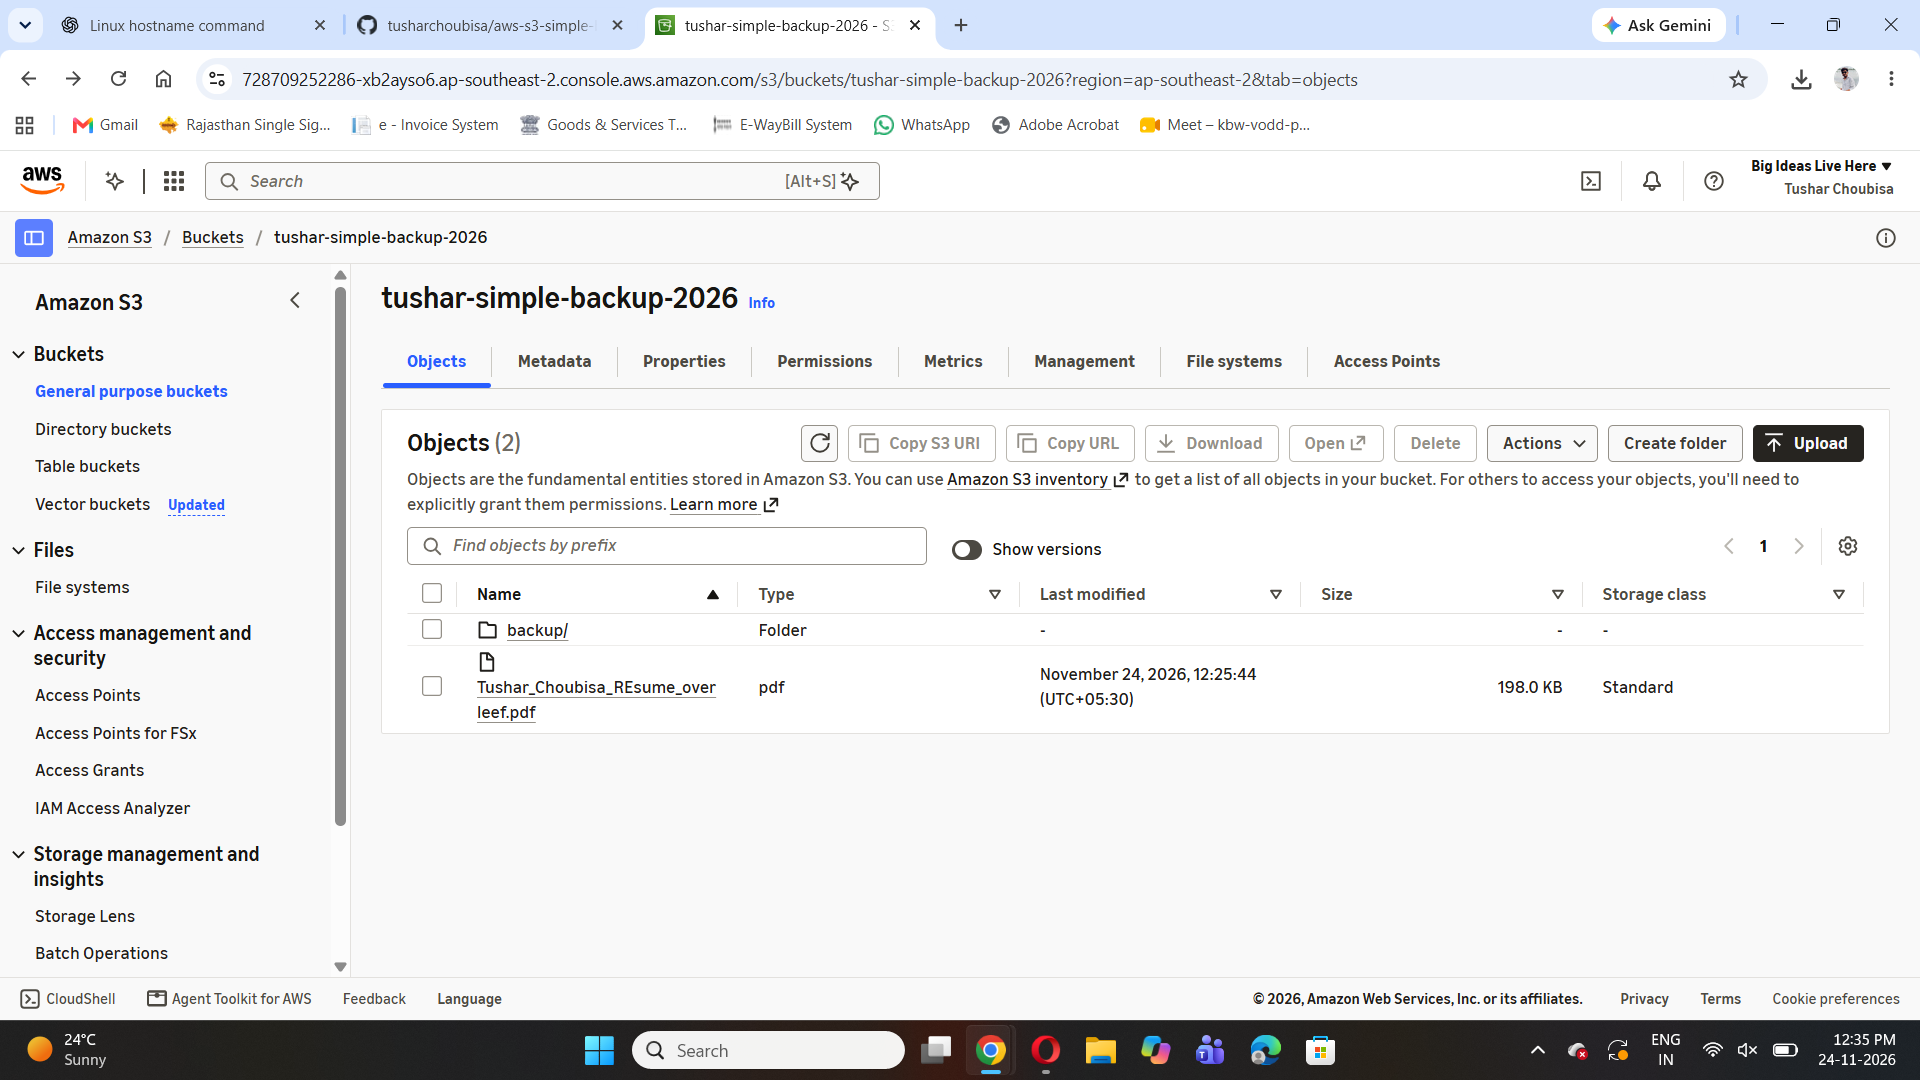 Linux hostname command
tusharchoubisa/aws-s3-simple-
tushar-simple-backup-2026 - S
Ask Gemini
728709252286-xb2ayso6.ap-southeast-2.console.aws.amazon.com/s3/buckets/tushar-simple-backup-2026?region=ap-southeast-2&tab=objects
Gmail
Rajasthan Single Sig...
e - Invoice System
Goods & Services T...
E-WayBill System
WhatsApp
Adobe Acrobat
Meet – kbw-vodd-p...
aws
Search
[Alt+S]
Big Ideas Live Here
Tushar Choubisa
Amazon S3 / Buckets / tushar-simple-backup-2026
Amazon S3
Buckets
General purpose buckets
Directory buckets
Table buckets
Vector buckets Updated
Files
File systems
Access management and
security
Access Points
Access Points for FSx
Access Grants
IAM Access Analyzer
Storage management and
insights
Storage Lens
Batch Operations
tushar-simple-backup-2026 Info
Objects
Metadata
Properties
Permissions
Metrics
Management
File systems
Access Points
Objects (2)
Copy S3 URI
Copy URL
Download
Open
Delete
Actions
Create folder
Upload
Objects are the fundamental entities stored in Amazon S3. You can use Amazon S3 inventory to get a list of all objects in your bucket. For others to access your objects, you'll need to
explicitly grant them permissions. Learn more
Find objects by prefix
Show versions
1
Name Type Last modified Size Storage class
backup/ Folder - - -
Tushar_Choubisa_REsume_over
leef.pdf
pdf
November 24, 2026, 12:25:44
(UTC+05:30)
198.0 KB
Standard
CloudShell
Agent Toolkit for AWS
Feedback
Language
© 2026, Amazon Web Services, Inc. or its affiliates.
Privacy
Terms
Cookie preferences
24°C
Sunny
Search
ENG
IN
12:35 PM
24-11-2026